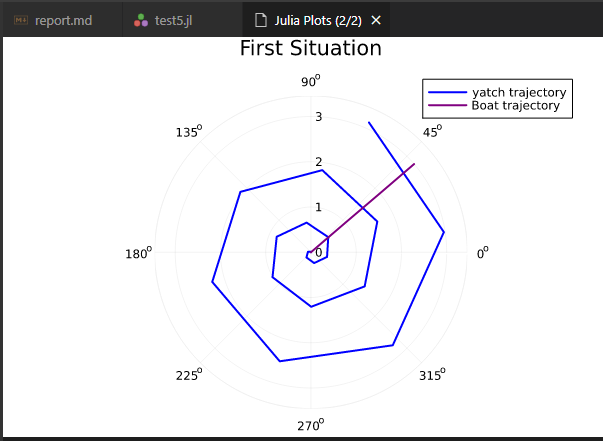 report.md
test5.jl
Julia Plots (2/2)
First Situation
90°
yatch trajectory
Boat trajectory
135°
45°
3
2
1
180°
0
0°
225°
315°
270°